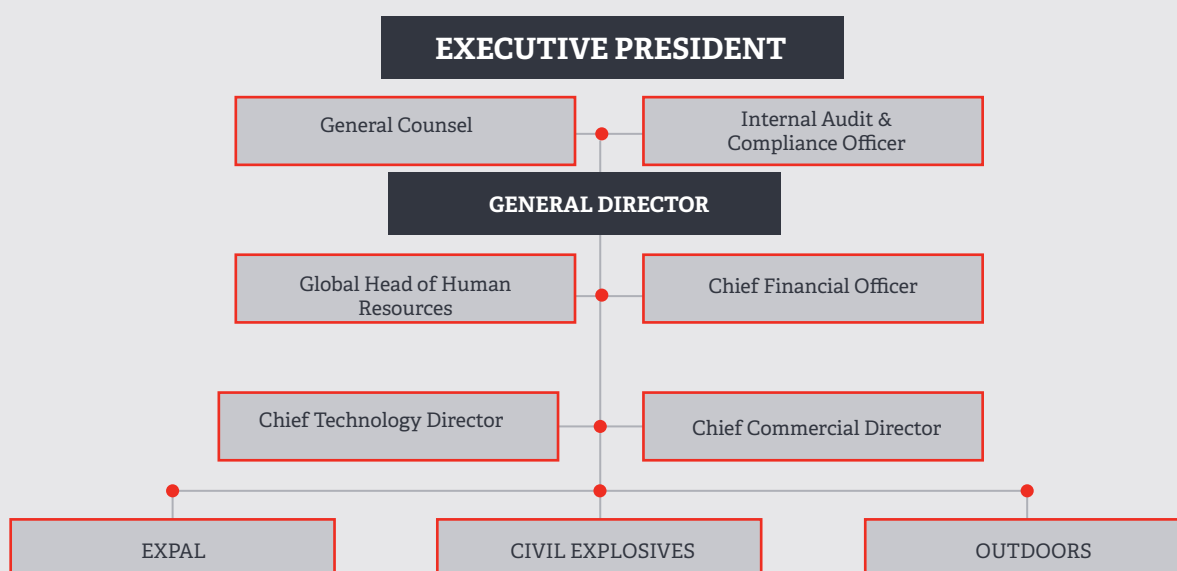 EXECUTIVE PRESIDENT
General Counsel
Internal Audit &
Compliance Officer
GENERAL DIRECTOR
Global Head of Human
Resources
Chief Financial Officer
Chief Technology Director
Chief Commercial Director
EXPAL
CIVIL EXPLOSIVES
OUTDOORS